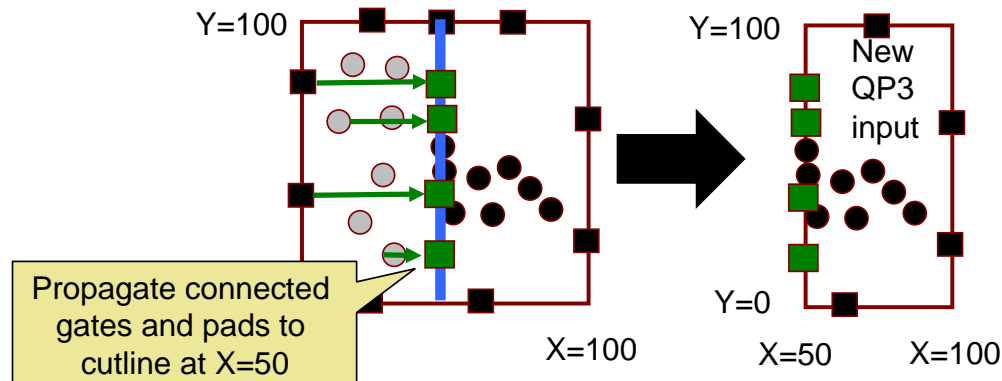 Y=100
Y=100
New
QP3
input
Propagate connected
gates and pads to
cutline at X=50
Y=0
X=100
X=50
X=100